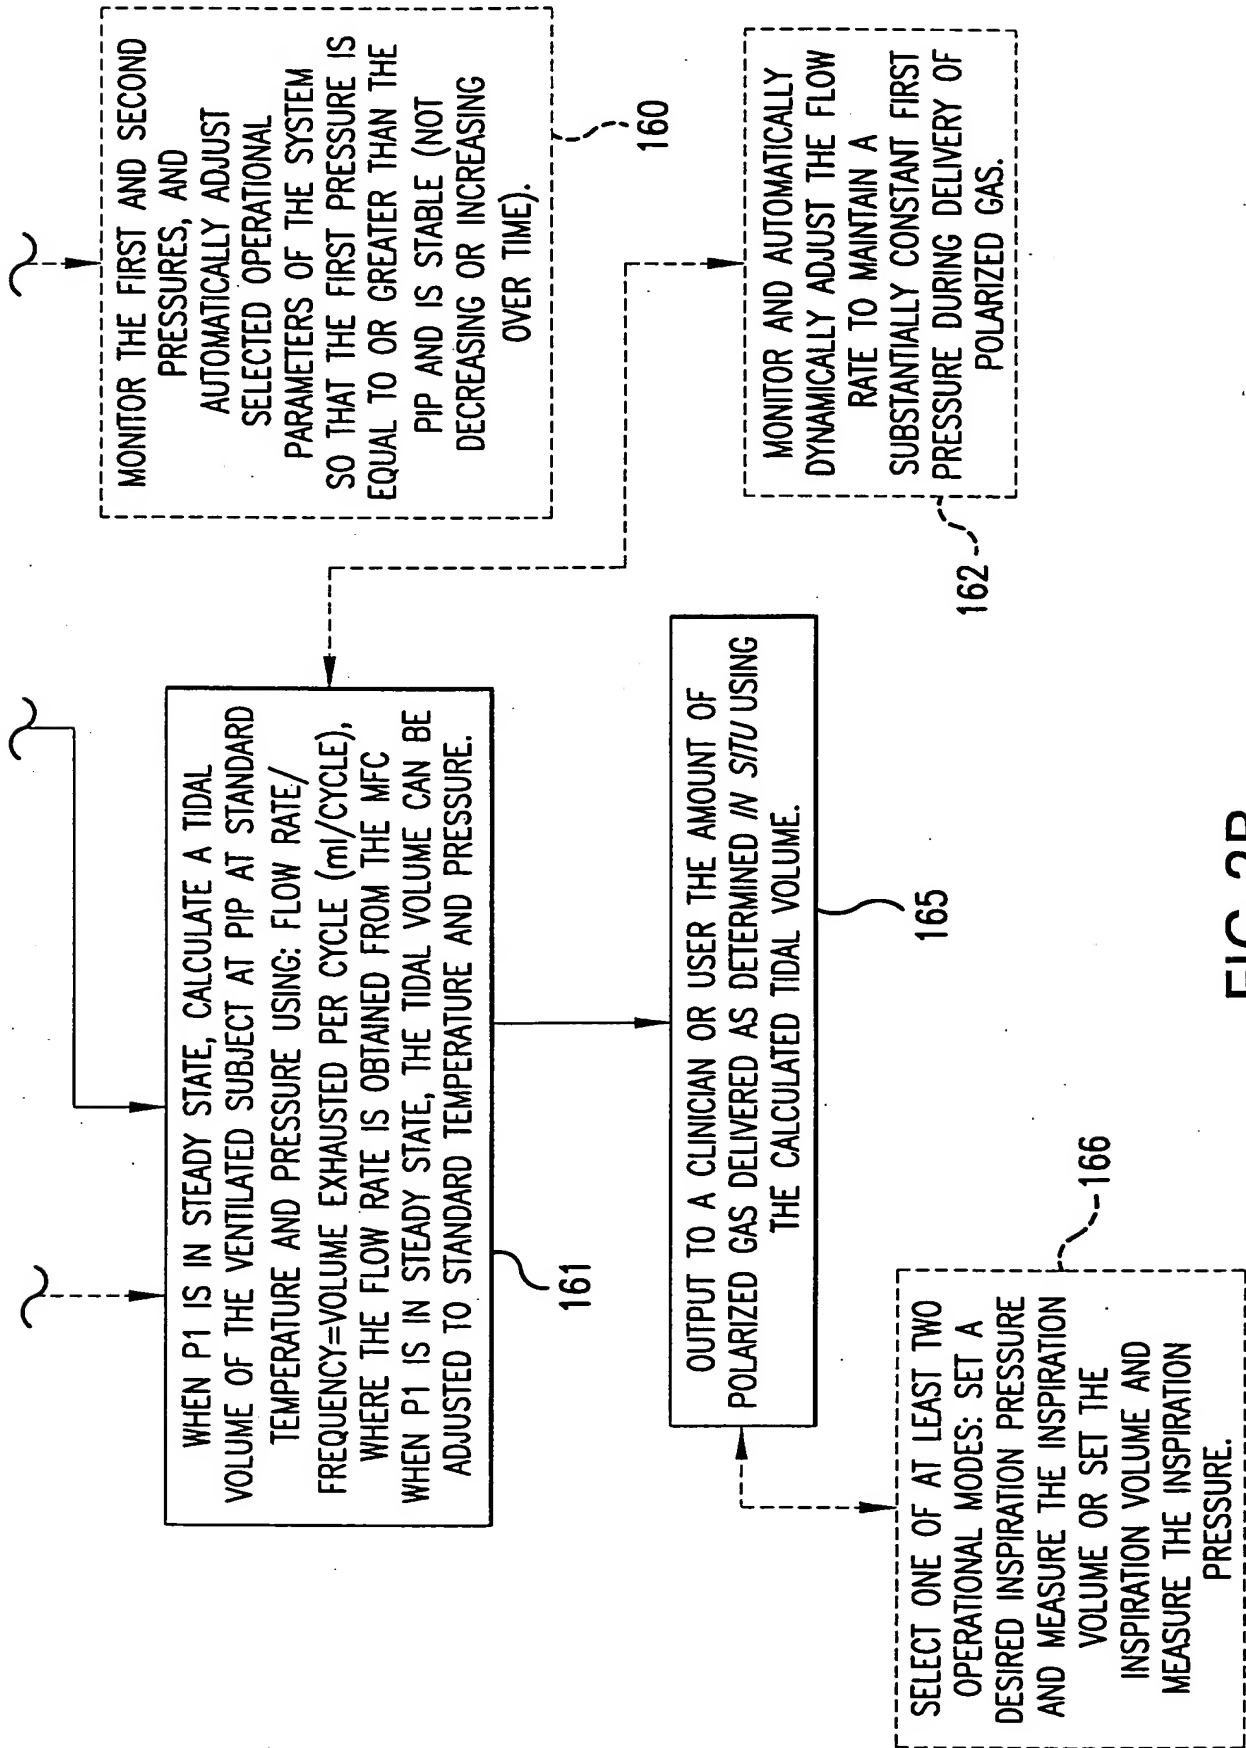 MONITOR THE FIRST AND SECOND
PRESSURES, AND
AUTOMATICALLY ADJUST
SELECTED OPERATIONAL
PARAMETERS OF THE SYSTEM
SO THAT THE FIRST PRESSURE IS
EQUAL TO OR GREATER THAN THE
PIP AND IS STABLE (NOT
DECREASING OR INCREASING
OVER TIME).
160
WHEN P1 IS IN STEADY STATE, CALCULATE A TIDAL
VOLUME OF THE VENTILATED SUBJECT AT PIP AT STANDARD
TEMPERATURE AND PRESSURE USING: FLOW RATE/
FREQUENCY=VOLUME EXHAUSTED PER CYCLE (ml/CYCLE),
WHERE THE FLOW RATE IS OBTAINED FROM THE MFC
WHEN P1 IS IN STEADY STATE, THE TIDAL VOLUME CAN BE
ADJUSTED TO STANDARD TEMPERATURE AND PRESSURE.
161
MONITOR AND AUTOMATICALLY
DYNAMICALLY ADJUST THE FLOW
RATE TO MAINTAIN A
SUBSTANTIALLY CONSTANT FIRST
PRESSURE DURING DELIVERY OF
POLARIZED GAS.
162
OUTPUT TO A CLINICIAN OR USER THE AMOUNT OF
POLARIZED GAS DELIVERED AS DETERMINED IN SITU USING
THE CALCULATED TIDAL VOLUME.
165
SELECT ONE OF AT LEAST TWO
OPERATIONAL MODES: SET A
DESIRED INSPIRATION PRESSURE
AND MEASURE THE INSPIRATION
VOLUME OR SET THE
INSPIRATION VOLUME AND
MEASURE THE INSPIRATION
PRESSURE.
166